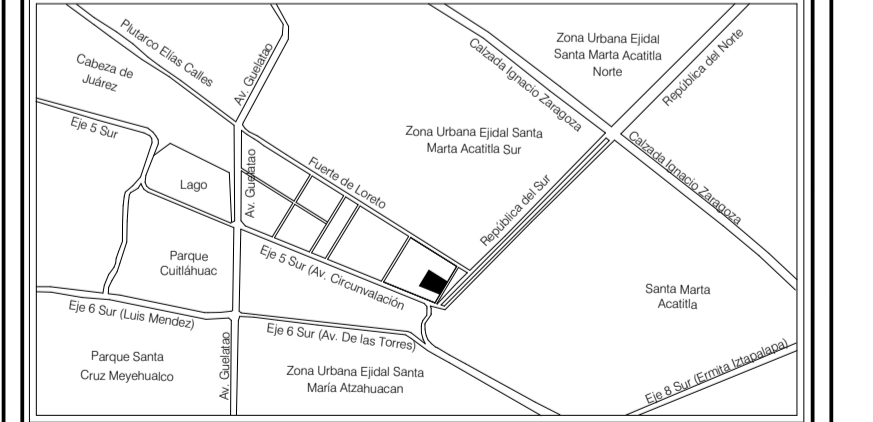 Plutarco Elías Calles
Cabeza de
Juárez
Av. Guelatao
Calzada Ignacio Zaragoza
Zona Urbana Ejidal
Santa Marta Acatitla
Norte
República del Norte
Eje 5 Sur
Zona Urbana Ejidal Santa
Marta Acatitla Sur
Calzada Ignacio Zaragoza
Lago
Av. Guelatao
Fuerte de Loreto
República del Sur
Parque
Cuitláhuac
Eje 5 Sur (Av. Circunvalación
Santa Marta
Acatitla
Eje 6 Sur (Luis Mendez)
Eje 6 Sur (Av. De las Torres)
Parque Santa
Cruz Meyehualco
Av. Guelatao
Zona Urbana Ejidal Santa
María Atzahuacan
Eje 8 Sur (Ermita Iztapalapa)